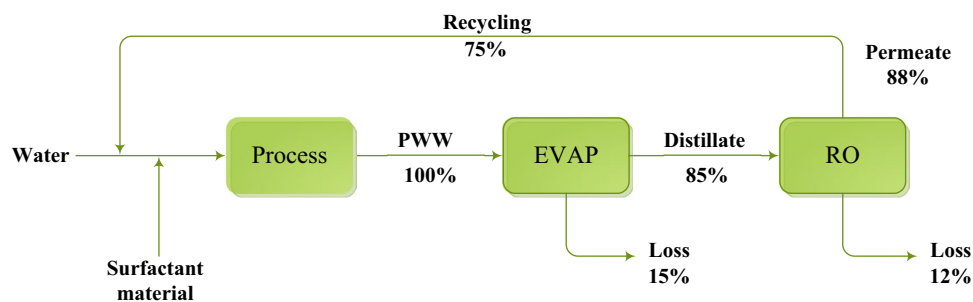 Recycling
75%
Permeate
88%
Water
Process
PWW
100%
EVAP
Distillate
85%
RO
Surfactant
material
Loss
15%
Loss
12%